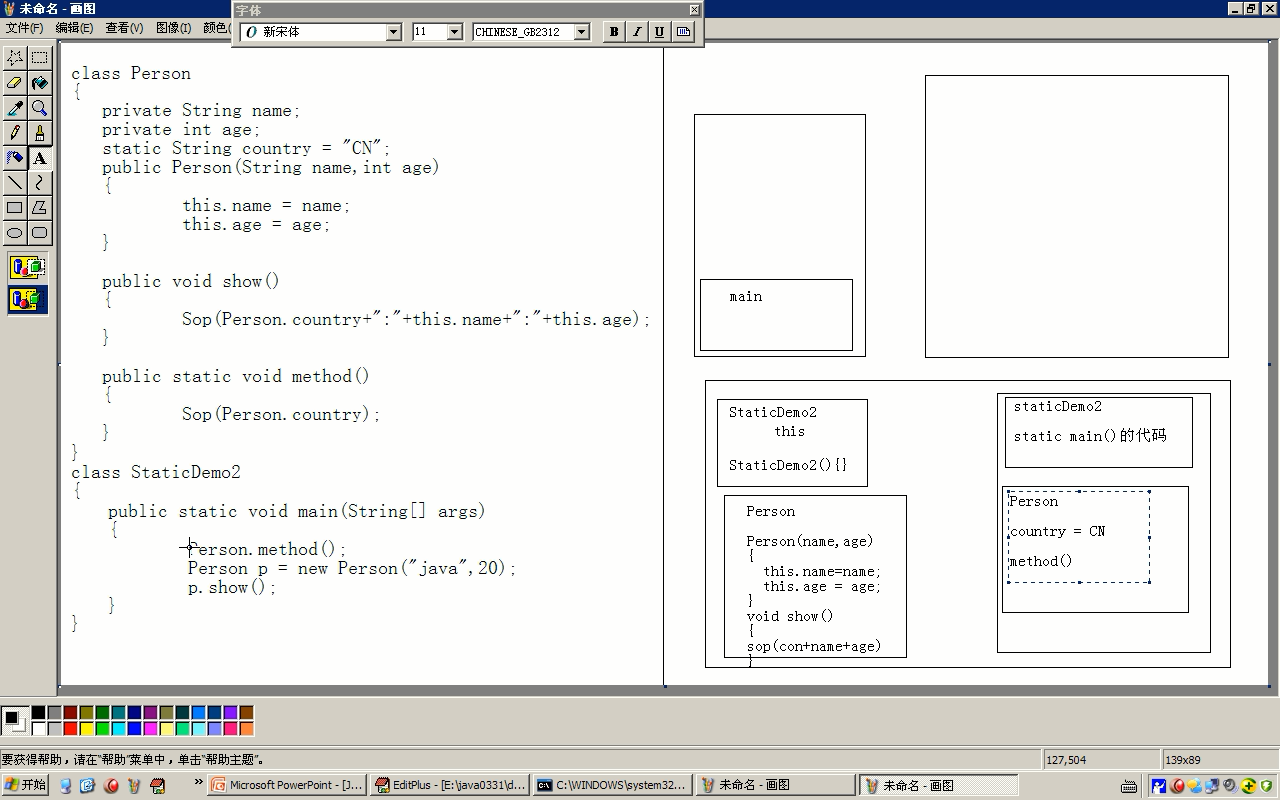 未命名 - 画图
字体
文件(F) 编辑(E) 查看(V) 图像(I) 颜色(
新宋体 11 CHINESE_GB2312 B I U
class Person
{
private String name;
private int age;
static String country = "CN";
public Person(String name,int age)
{
this.name = name;
this.age = age;
}
public void show()
{
Sop(Person.country+":"+this.name+":"+this.age);
}
public static void method()
{
Sop(Person.country);
}
}
class StaticDemo2
{
public static void main(String[] args)
{
Person.method();
Person p = new Person("java",20);
p.show();
}
}
main
StaticDemo2
this
StaticDemo2(){}
Person
Person(name,age)
{
this.name=name;
this.age = age;
}
void show()
{
sop(con+name+age)
}
staticDemo2
static main()的代码
Person
country = CN
method()
要获得帮助，请在“帮助”菜单中，单击“帮助主题”。 127,504 139x89
开始 » Microsoft PowerPoint - [J... EditPlus - [E:\java0331\d... C:\WINDOWS\system32... 未命名 - 画图 未命名 - 画图